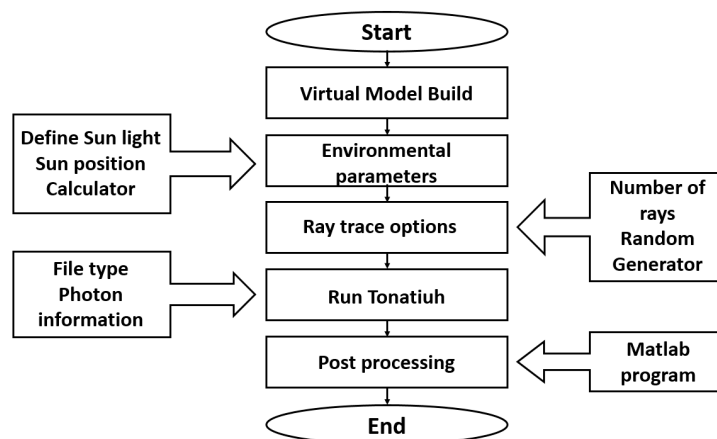 Start
Virtual Model Build
Define Sun light
Sun position
Calculator
Environmental
parameters
Number of
rays
Random
Generator
Ray trace options
File type
Photon
information
Run Tonatiuh
Post processing
Matlab
program
End